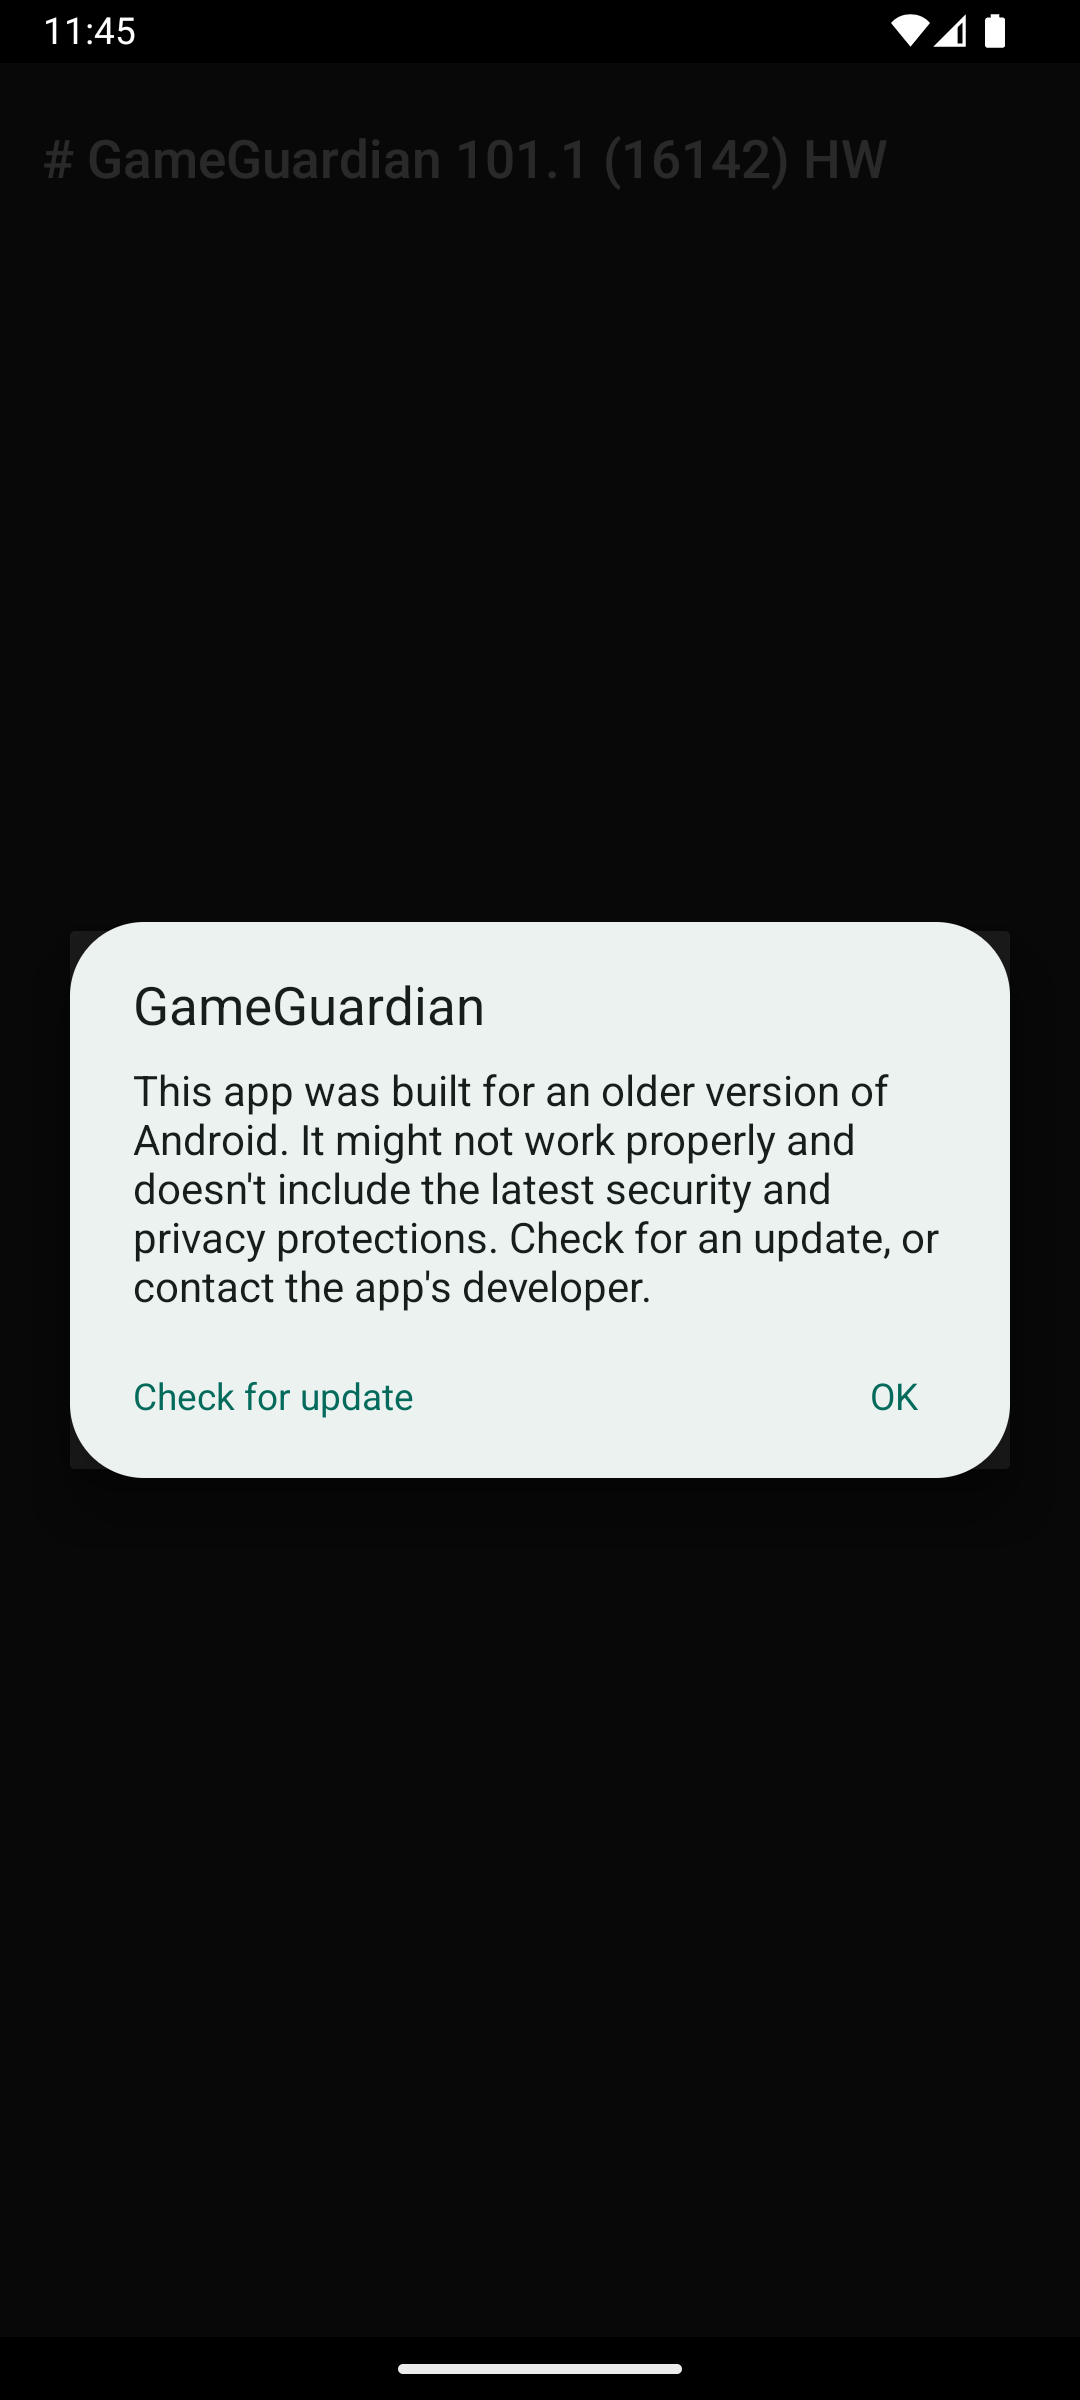 11:45
# GameGuardian 101.1 (16142) HW
GameGuardian
This app was built for an older version of
Android. It might not work properly and
doesn't include the latest security and
privacy protections. Check for an update, or
contact the app's developer.
Check for update
OK